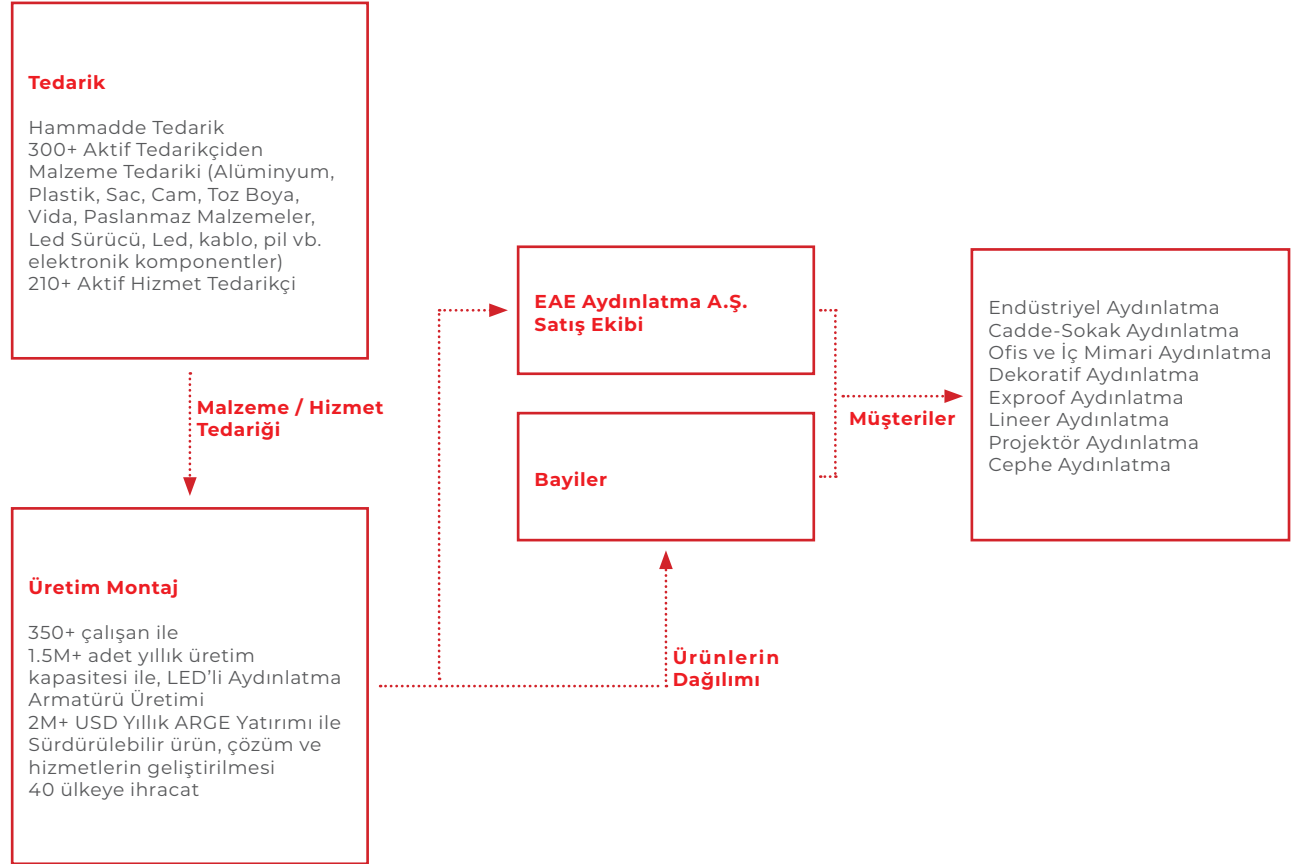 Tedarik
Hammadde Tedarik
300+ Aktif Tedarikçiden
Malzeme Tedariki (Alüminyum,
Plastik, Sac, Cam, Toz Boya,
Vida, Paslanmaz Malzemeler,
Led Sürücü, Led, kablo, pil vb.
elektronik komponentler)
210+ Aktif Hizmet Tedarikçi
Malzeme / Hizmet
Tedariği
Üretim Montaj
350+ çalışan ile
1.5M+ adet yıllık üretim
kapasitesi ile, LED’li Aydınlatma
Armatürü Üretimi
2M+ USD Yıllık ARGE Yatırımı ile
Sürdürülebilir ürün, çözüm ve
hizmetlerin geliştirilmesi
40 ülkeye ihracat
EAE Aydınlatma A.Ş.
Satış Ekibi
Bayiler
Ürünlerin
Dağılımı
Müşteriler
Endüstriyel Aydınlatma
Cadde-Sokak Aydınlatma
Ofis ve İç Mimari Aydınlatma
Dekoratif Aydınlatma
Exproof Aydınlatma
Lineer Aydınlatma
Projektör Aydınlatma
Cephe Aydınlatma